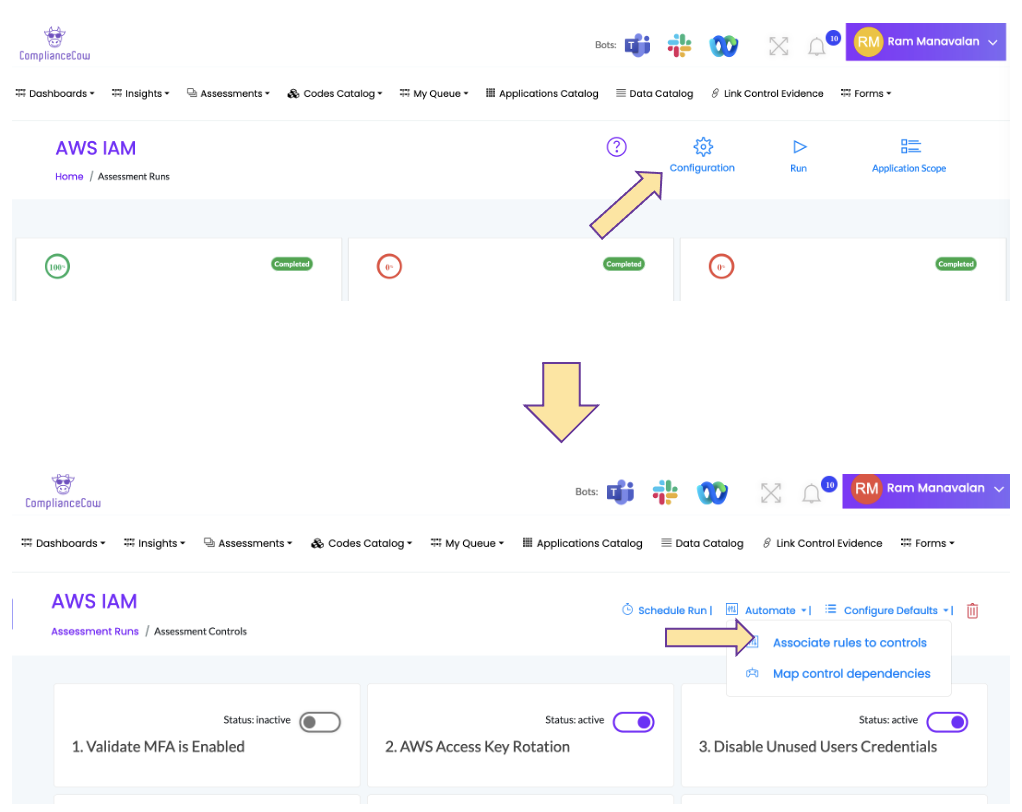 ComplianceCow
Bots:
10
RM Ram Manavalan
Dashboards Insights Assessments Codes Catalog My Queue Applications Catalog Data Catalog Link Control Evidence Forms
AWS IAM
?
Configuration Run Application Scope
Home / Assessment Runs
100% Completed 0% Completed 0% Completed
ComplianceCow
Bots:
10
RM Ram Manavalan
Dashboards Insights Assessments Codes Catalog My Queue Applications Catalog Data Catalog Link Control Evidence Forms
AWS IAM
Schedule Run | Automate | Configure Defaults |
Assessment Runs / Assessment Controls
Associate rules to controls
Map control dependencies
Status: inactive Status: active Status: active
1. Validate MFA is Enabled 2. AWS Access Key Rotation 3. Disable Unused Users Credentials